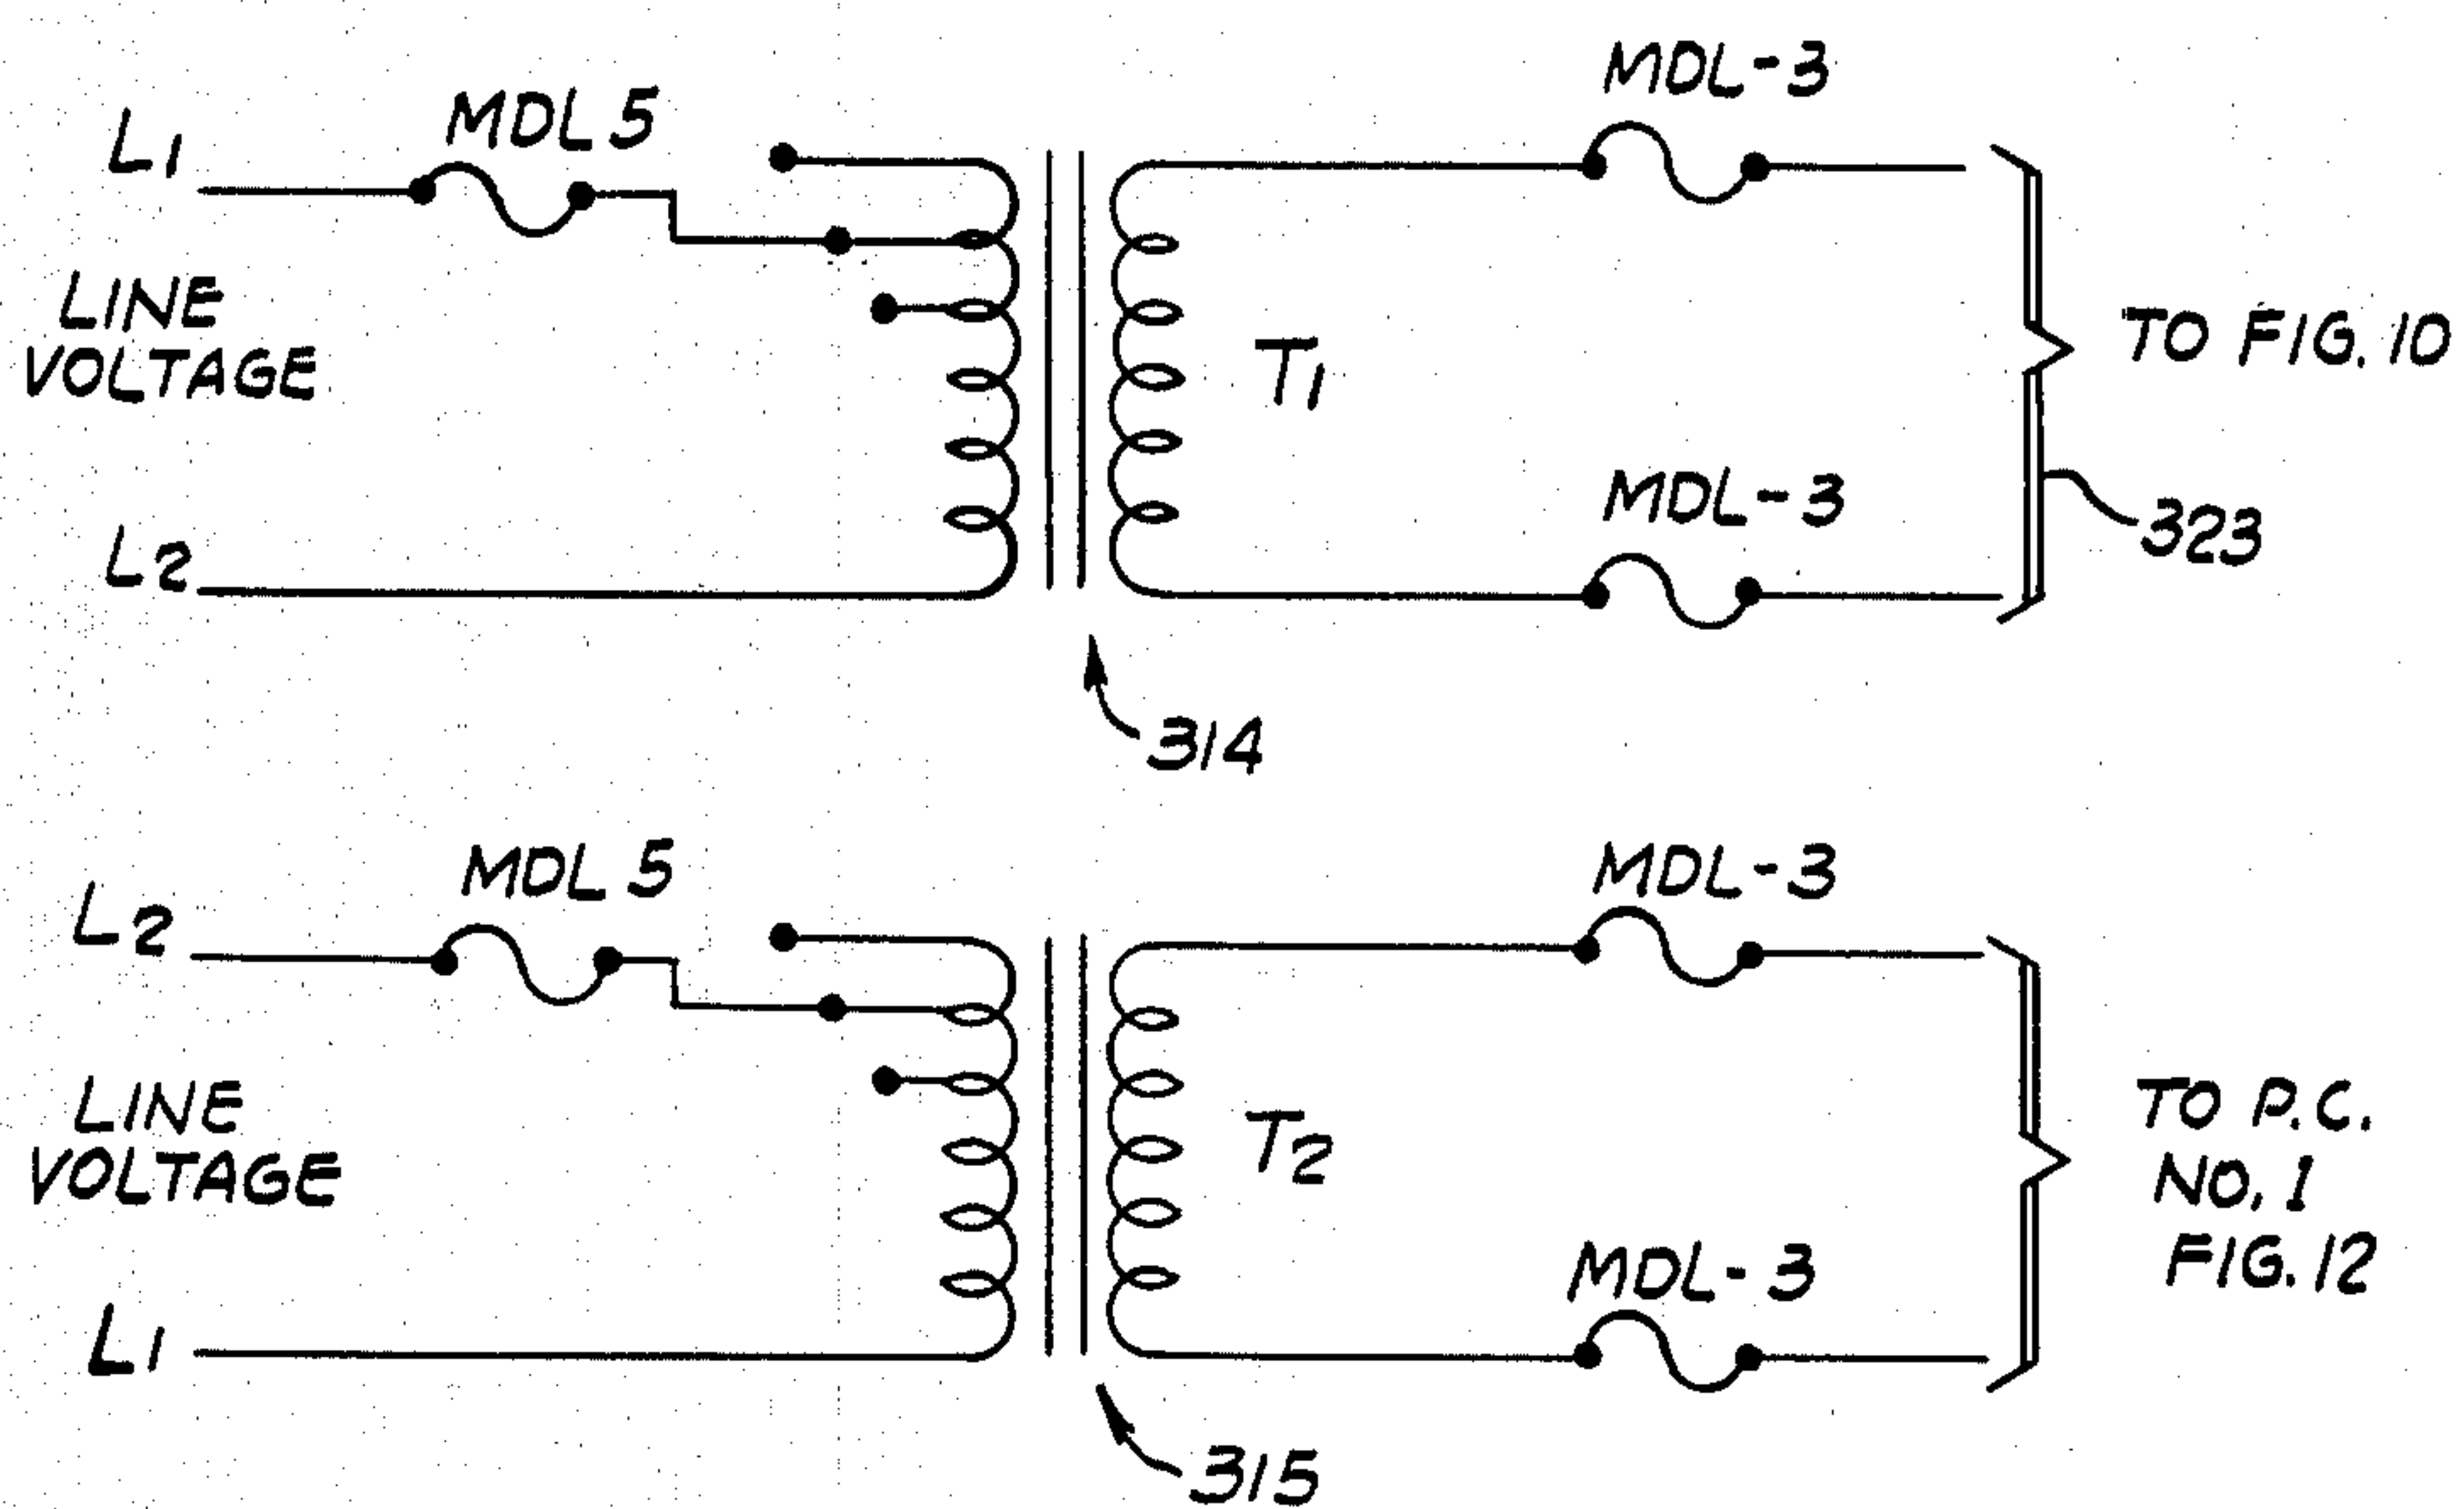 MDL-3
MDL 5
L1
LINE
VOLTAGE
T1
TO FIG. 10
MDL-3
323
L2
314
MDL 5
MDL-3
L2
LINE
VOLTAGE
T2
TO P.C.
NO. 1
FIG. 12
MDL-3
L1
315